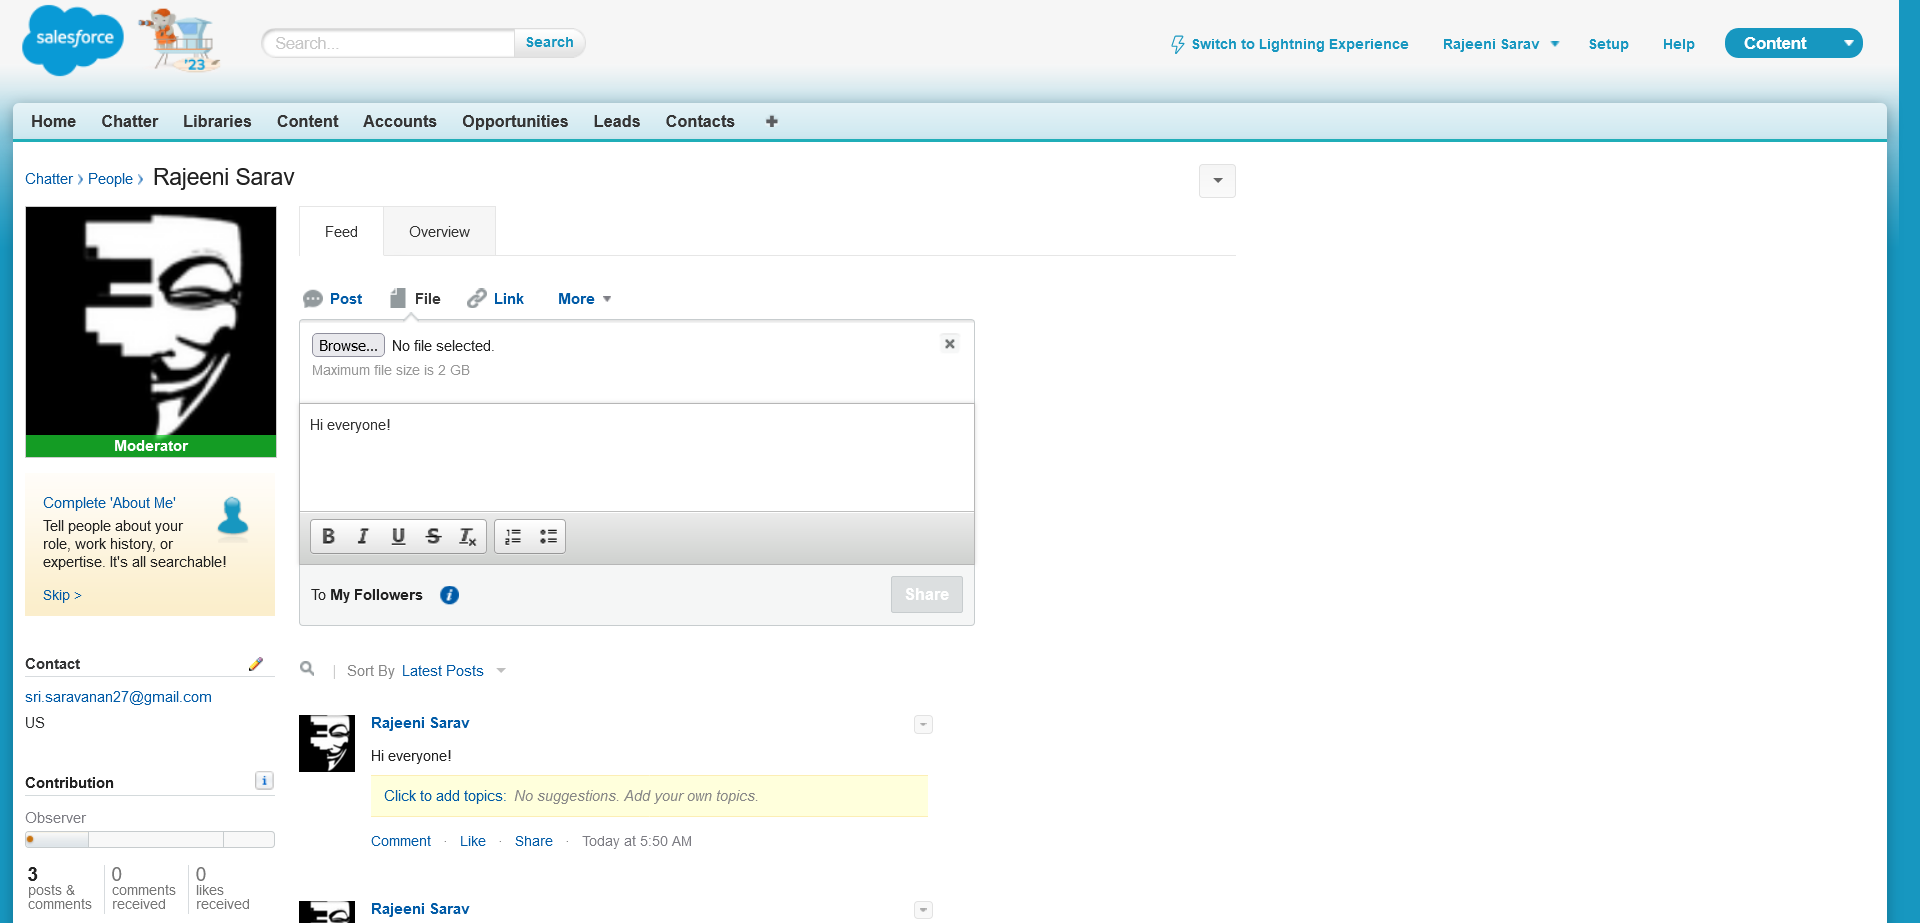 salesforce
'23
Search...
Search
Switch to Lightning Experience
Rajeeni Sarav
Setup
Help
Content
Home
Chatter
Libraries
Content
Accounts
Opportunities
Leads
Contacts
Chatter › People › Rajeeni Sarav
Moderator
Complete 'About Me'
Tell people about your
role, work history, or
expertise. It's all searchable!
Skip >
Contact
sri.saravanan27@gmail.com
US
Contribution
Observer
3
posts &
comments
0
comments
received
0
likes
received
Feed
Overview
Post
File
Link
More
Browse... No file selected.
Maximum file size is 2 GB
Hi everyone!
B I U S Tx
To My Followers
Share
Sort By Latest Posts
Rajeeni Sarav
Hi everyone!
Click to add topics: No suggestions. Add your own topics.
Comment · Like · Share · Today at 5:50 AM
Rajeeni Sarav